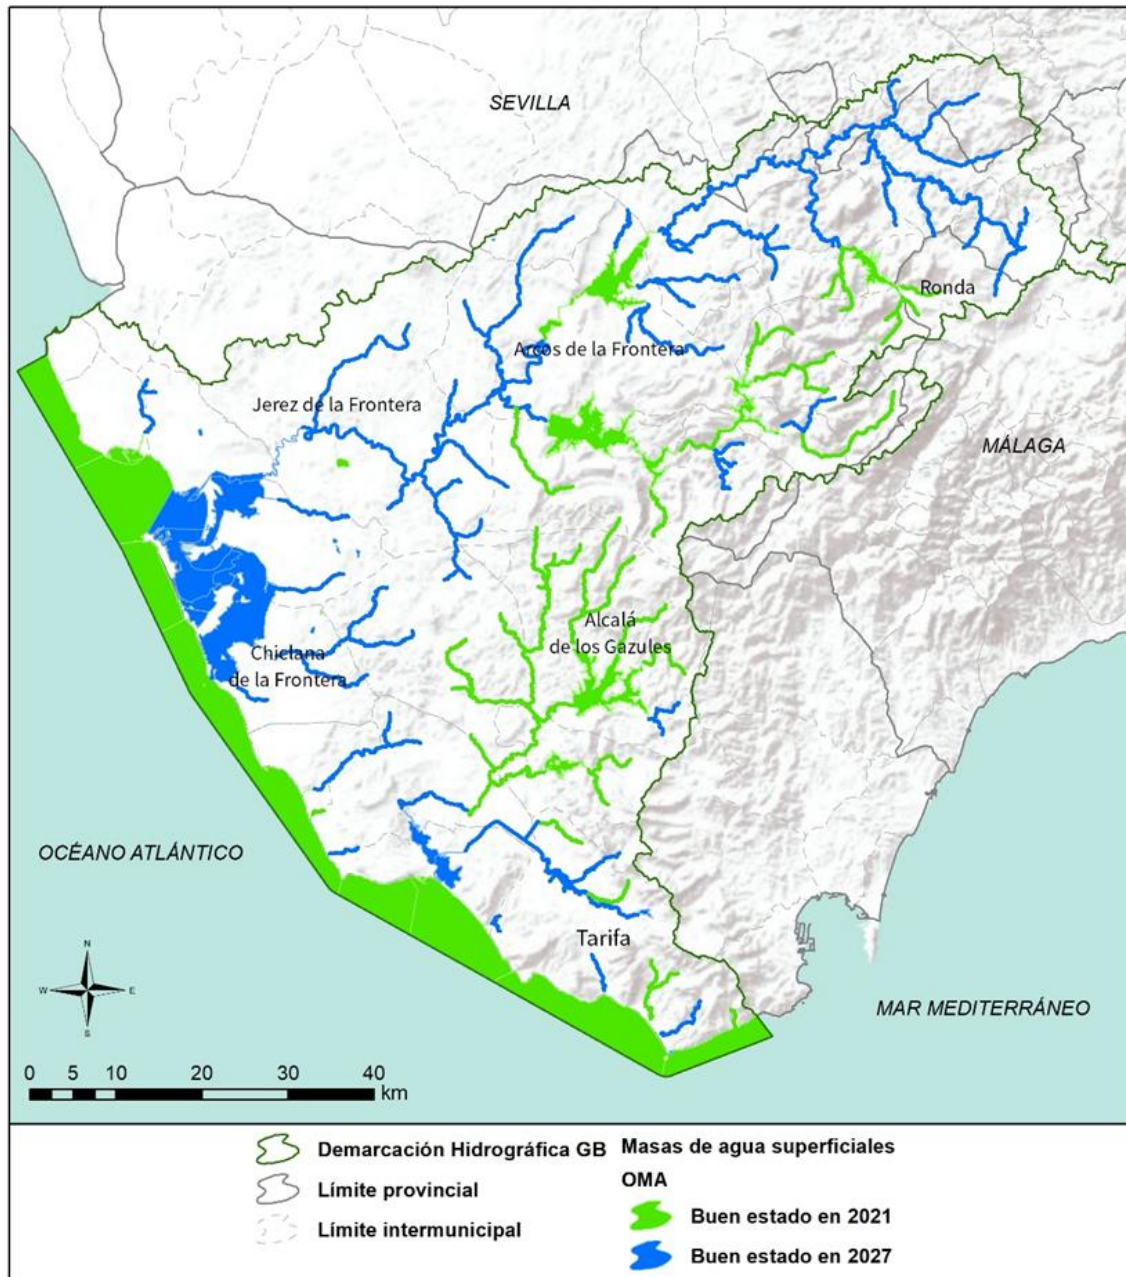 SEVILLA
Ronda
Arcos de la Frontera
Jerez de la Frontera
MÁLAGA
Alcalá
de los Gazules
Chiclana
de la Frontera
OCÉANO ATLÁNTICO
Tarifa
N
W E
S
MAR MEDITERRÁNEO
0 5 10 20 30 40
km
Demarcación Hidrográfica GB
Límite provincial
Límite intermunicipal
Masas de agua superficiales
OMA
Buen estado en 2021
Buen estado en 2027